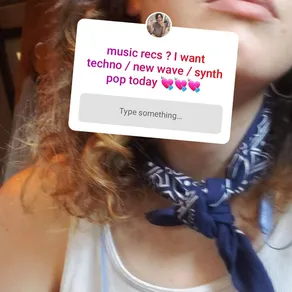 music recs ? I want
techno / new wave / synth
pop today 💘💘💘
Type something...